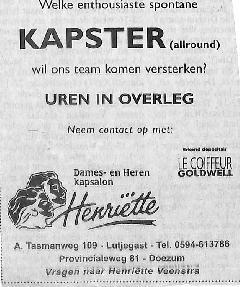 Welke enthousiaste spontane
KAPSTER (allround)
wil ons team komen versterken?
UREN IN OVERLEG
Neem contact op met:
Dames- en Heren
kapsalon
Henriëtte
LE COIFFEUR
GOLDWELL
A. Tasmanweg 109 - Lutjegast - Tel. 0594-613786
Provincialeweg 81 - Doezum
Vragen naar Henriëtte Veenstra